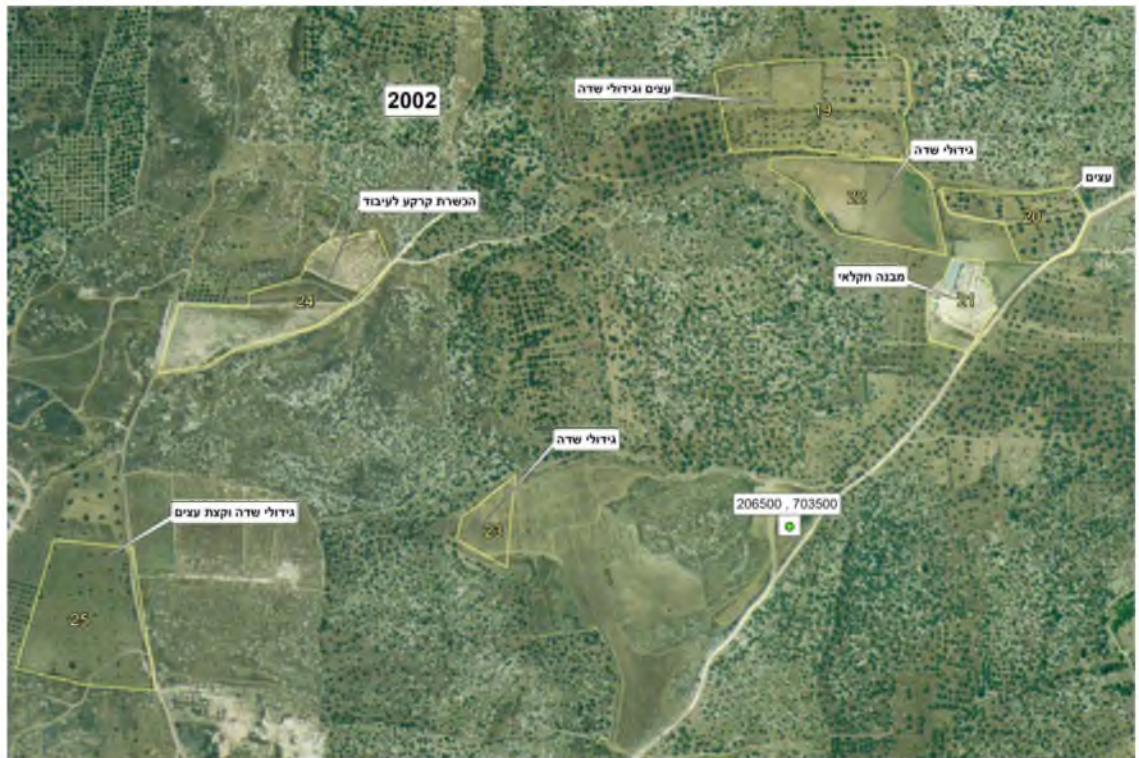 2002
עצים וגידולי שדה
19
גידולי שדה
עצים
22
20
הכשרת קרקע לעיבוד
מבנה חקלאי
24
21
גידולי שדה
206500 , 703500
גידולי שדה וקצת עצים
23
25